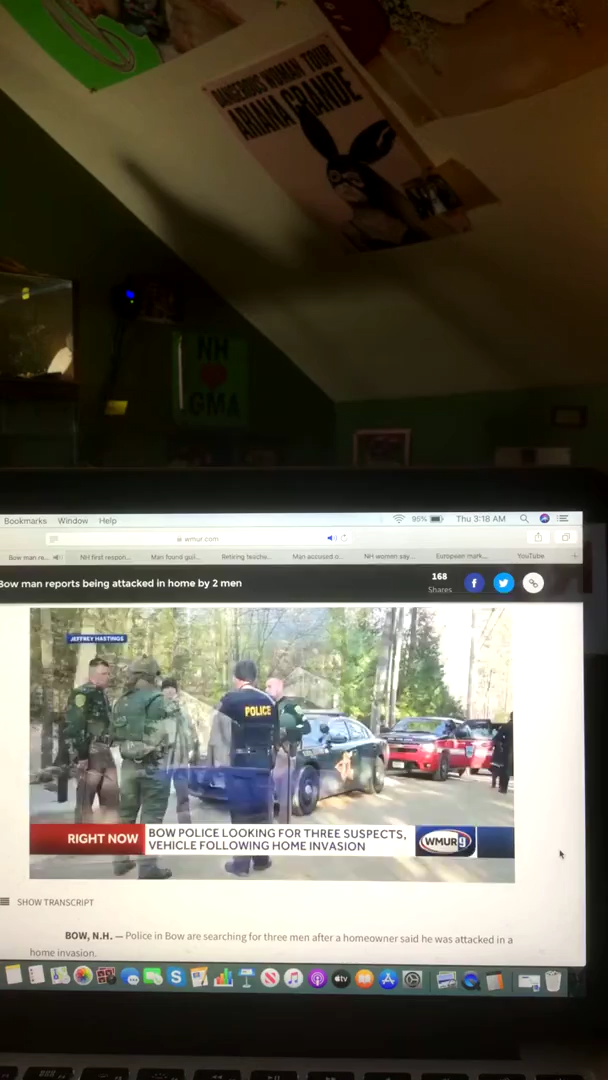 DANGEROUS WOMAN TOUR
ARIANA GRANDE
NH
GMA
Bookmarks Window Help 95% Thu 3:18 AM
wmur.com
Bow man re... NH first respon... Man found guil... Retiring teache... Man accused o... NH women say... European mark... YouTube
Bow man reports being attacked in home by 2 men
168
Shares
JEFFREY HASTINGS
POLICE
RIGHT NOW
BOW POLICE LOOKING FOR THREE SUSPECTS,
VEHICLE FOLLOWING HOME INVASION
WMUR 9
SHOW TRANSCRIPT
BOW, N.H. — Police in Bow are searching for three men after a homeowner said he was attacked in a
home invasion.